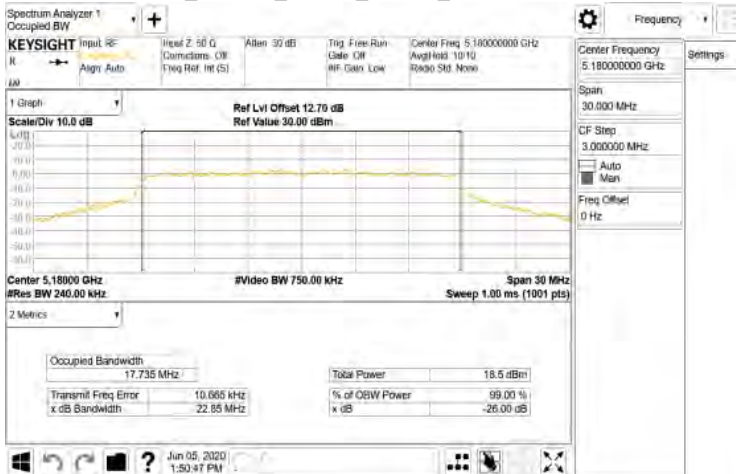 Spectrum Analyzer 1
Occupied BW
Frequency
KEYSIGHT Input: RF
R
Align: Auto
Input Z: 50 Ω
Corrections: Off
Freq Ref: Int (S)
Atten: 30 dB
Trig: Free Run
Gate: Off
#IF Gain: Low
Center Freq: 5.180000000 GHz
Avg|Hold: 10/10
Radio Std: None
Center Frequency
5.180000000 GHz
Settings
Span
30.000 MHz
CF Step
3.000000 MHz
Auto
Man
Freq Offset
0 Hz
1 Graph
Scale/Div 10.0 dB
Ref Lvl Offset 12.70 dB
Ref Value 30.00 dBm
Center 5.18000 GHz
#Res BW 240.00 kHz
#Video BW 750.00 kHz
Span 30 MHz
Sweep 1.00 ms (1001 pts)
2 Metrics
Occupied Bandwidth
17.735 MHz
Total Power 18.5 dBm
Transmit Freq Error 10.665 kHz
% of OBW Power 99.00 %
x dB Bandwidth 22.85 MHz
x dB -26.00 dB
?
Jun 05, 2020
1:50:47 PM